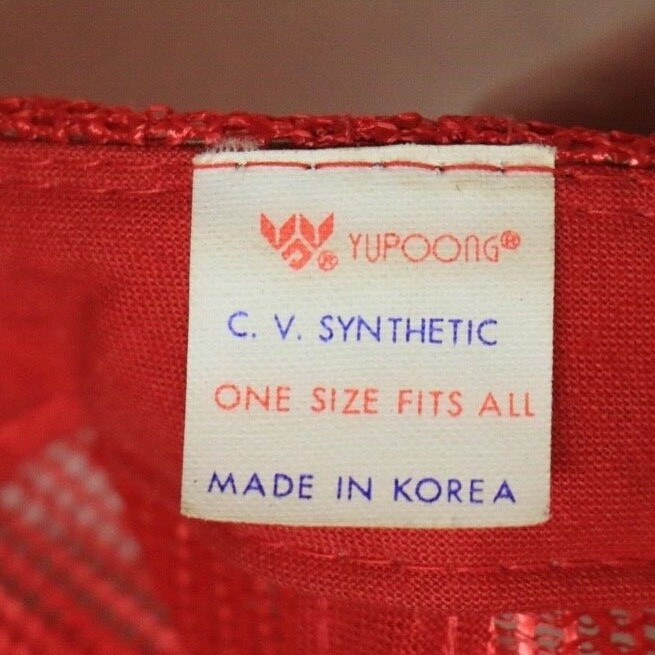 ® YUPOONG®
C. V. SYNTHETIC
ONE SIZE FITS ALL
MADE IN KOREA